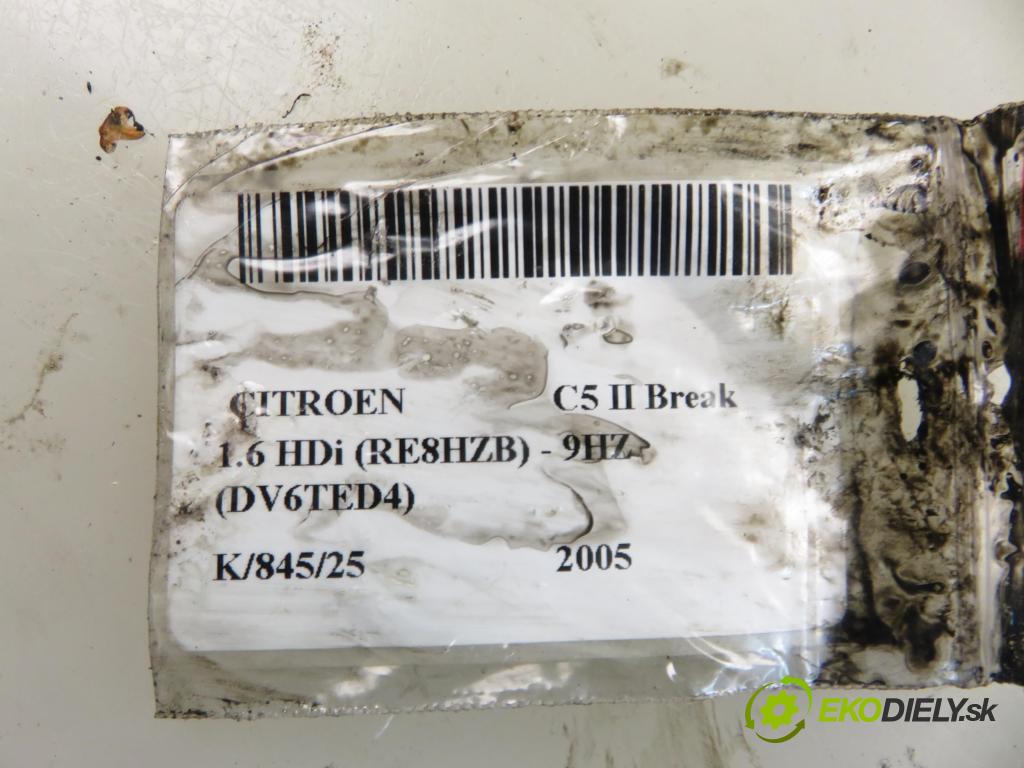 CITROEN C5 II Break
1.6 HDi (RE8HZB) - 9HZ
(DV6TED4)
K/845/25 2005
EKODIELY.sk